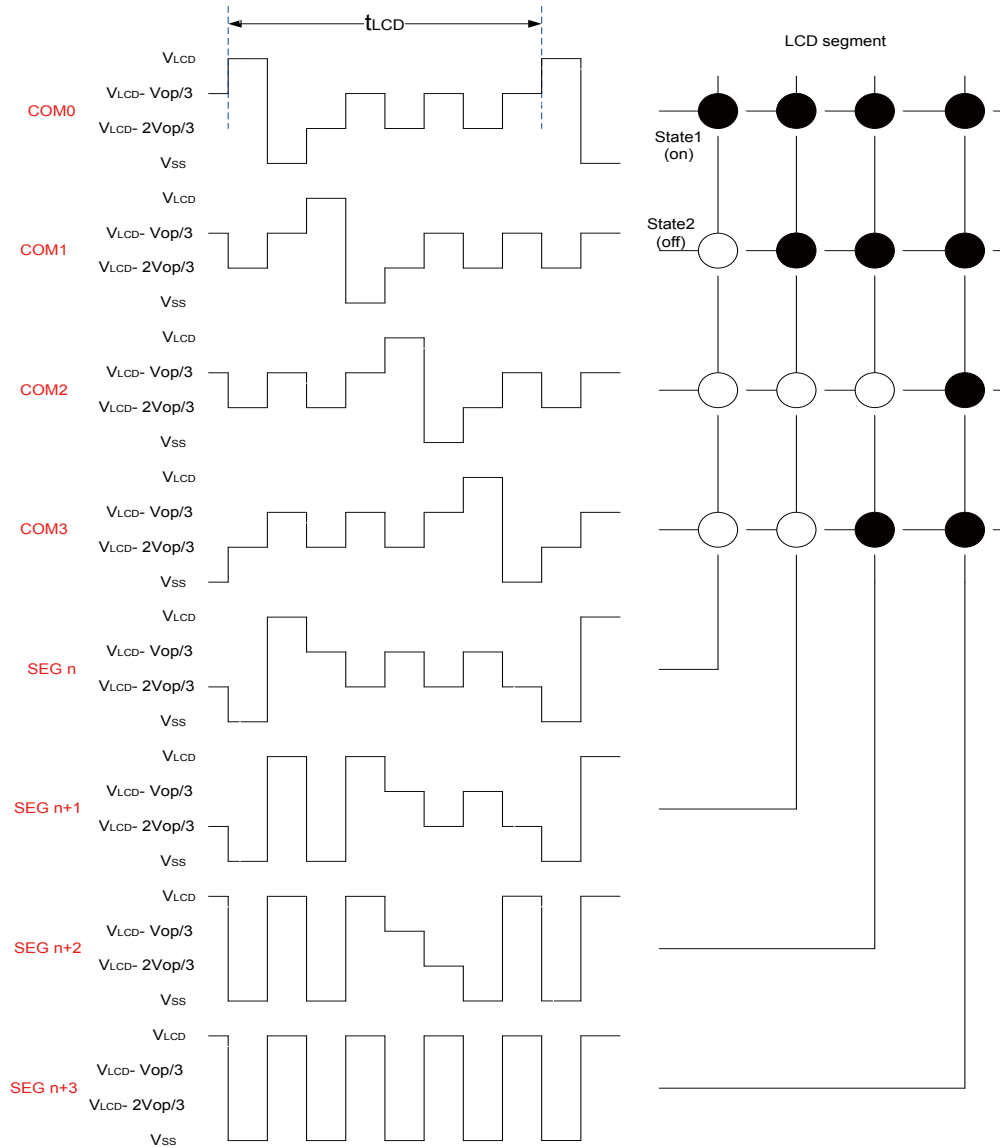 tLCD
LCD segment
COM0
VLCD
VLCD- Vop/3
VLCD- 2Vop/3
VSS
State1
(on)
COM1
VLCD
VLCD- Vop/3
VLCD- 2Vop/3
VSS
State2
(off)
COM2
VLCD
VLCD- Vop/3
VLCD- 2Vop/3
VSS
COM3
VLCD
VLCD- Vop/3
VLCD- 2Vop/3
VSS
SEG n
VLCD
VLCD- Vop/3
VLCD- 2Vop/3
VSS
SEG n+1
VLCD
VLCD- Vop/3
VLCD- 2Vop/3
VSS
SEG n+2
VLCD
VLCD- Vop/3
VLCD- 2Vop/3
VSS
SEG n+3
VLCD
VLCD- Vop/3
VLCD- 2Vop/3
VSS